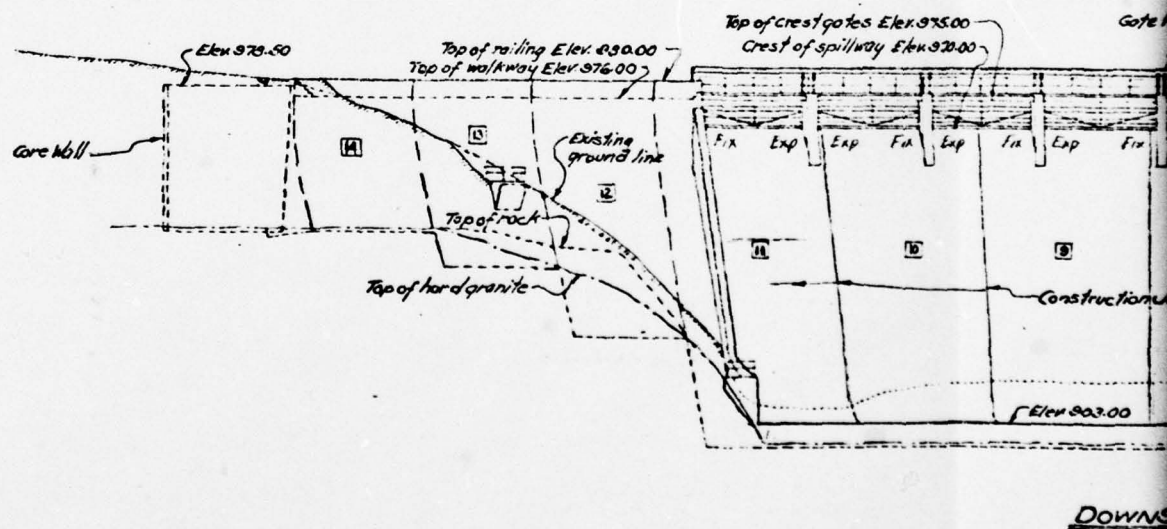 Top of crest gates Elev. 975.00
Gate
Elev. 979.50
Top of railing Elev.
Crest of spillway Elev. 970.00
Top of walkway Elev. 976.00
Core Wall
14
13
Existing
ground line
Fix Exp Exp Fix Exp Fix Exp Fix
12
Top of rock
11
10
9
Top of hard granite
Construction
Elev. 903.00
DOWNS